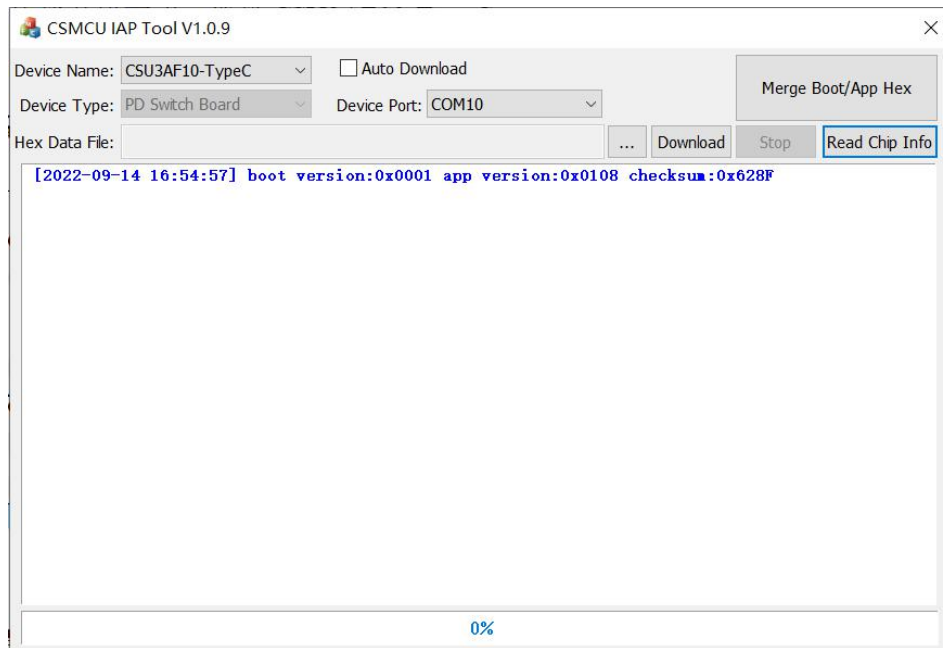 CSMCU IAP Tool V1.0.9
Device Name: CSU3AF10-TypeC Auto Download
Merge Boot/App Hex
Device Type: PD Switch Board Device Port: COM10
Hex Data File: ... Download Stop Read Chip Info
[2022-09-14 16:54:57] boot version:0x0001 app version:0x0108 checksum:0x628F
0%